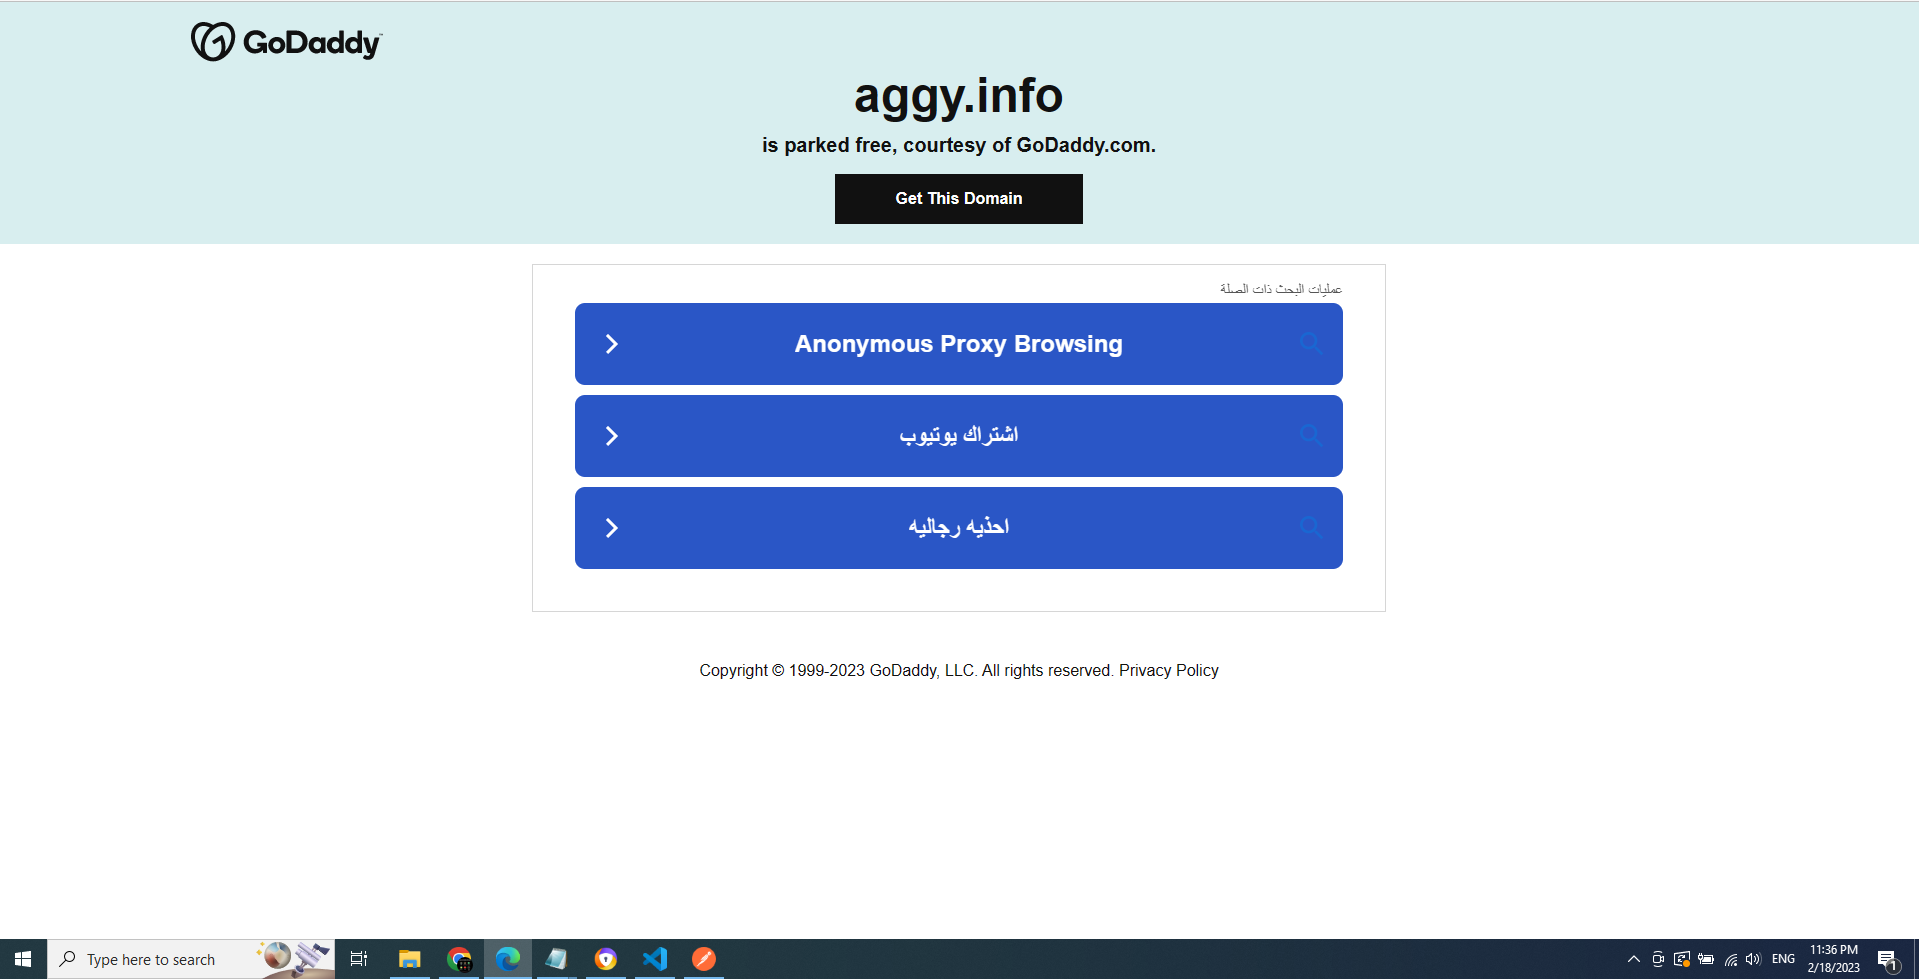 GoDaddy™
aggy.info
is parked free, courtesy of GoDaddy.com.
Get This Domain
عمليات البحث ذات الصلة
Anonymous Proxy Browsing
اشتراك يوتيوب
احذيه رجاليه
Copyright © 1999-2023 GoDaddy, LLC. All rights reserved. Privacy Policy
Type here to search
ENG
11:36 PM
2/18/2023
1